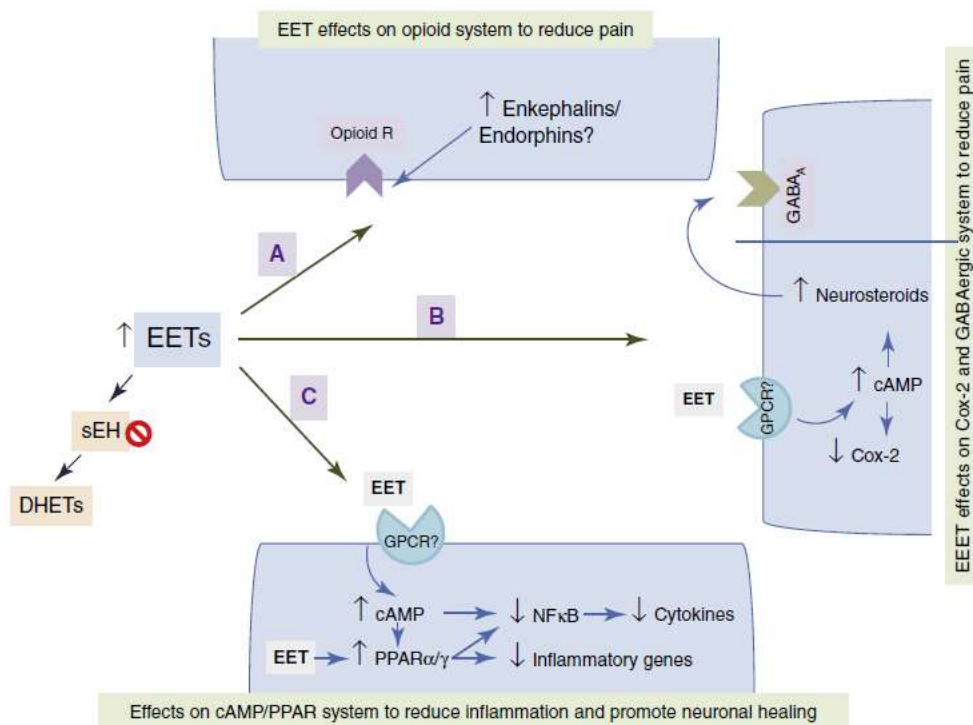 EET effects on opioid system to reduce pain
↑ Enkephalins/
Endorphins?
Opioid R
GABA_A
EEET effects on Cox-2 and GABAergic system to reduce pain
A
↑ Neurosteroids
B
↑ EETs
↑ cAMP
EET
GPCR?
C
sEH
↓ Cox-2
DHETs
EET
GPCR?
↑ cAMP
↓ NFκB
↓ Cytokines
EET
↑ PPARα/γ
↓ Inflammatory genes
Effects on cAMP/PPAR system to reduce inflammation and promote neuronal healing